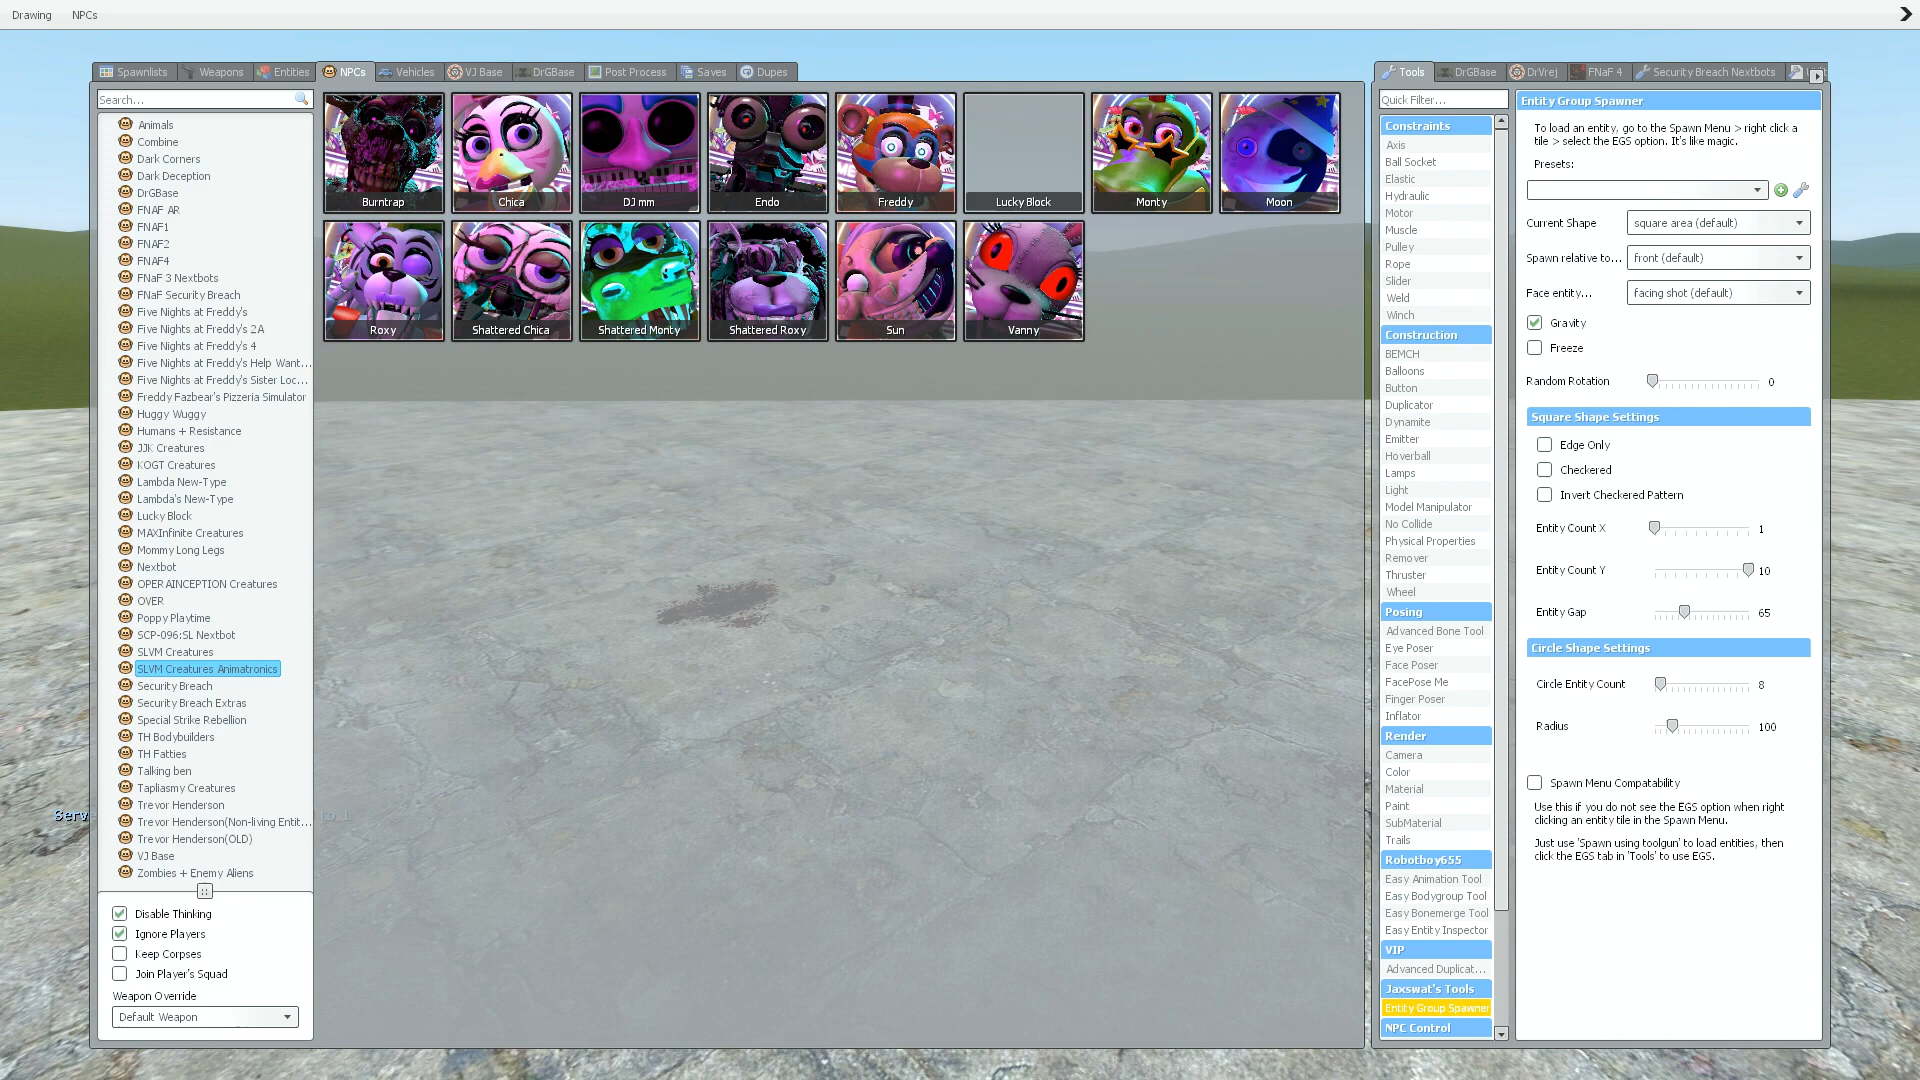 Drawing NPCs
Spawnlists Weapons Entities NPCs Vehicles VJ Base DrGBase Post Process Saves Dupes
Search...
Animals
Combine
Dark Corners
Dark Deception
DrGBase
FNAF AR
FNAF1
FNAF2
FNAF4
FNaF 3 Nextbots
FNaF Security Breach
Five Nights at Freddy's
Five Nights at Freddy's 2A
Five Nights at Freddy's 4
Five Nights at Freddy's Help Want...
Five Nights at Freddy's Sister Loc...
Freddy Fazbear's Pizzeria Simulator
Huggy Wuggy
Humans + Resistance
JJK Creatures
KOGT Creatures
Lambda New-Type
Lambda's New-Type
Lucky Block
MAXInfinite Creatures
Mommy Long Legs
Nextbot
OPERAINCEPTION Creatures
OVER
Poppy Playtime
SCP-096:SL Nextbot
SLVM Creatures
SLVM Creatures Animatronics
Security Breach
Security Breach Extras
Special Strike Rebellion
TH Bodybuilders
TH Fatties
Talking ben
Tapliasmy Creatures
Trevor Henderson
Trevor Henderson(Non-living Entit...
Trevor Henderson(OLD)
VJ Base
Zombies + Enemy Aliens
Disable Thinking
Ignore Players
Keep Corpses
Join Player's Squad
Weapon Override
Default Weapon
Serv
Burntrap Chica DJ mm Endo Freddy Lucky Block Monty Moon
Roxy Shattered Chica Shattered Monty Shattered Roxy Sun Vanny
Tools DrGBase DrVrej FNaF 4 Security Breach Nextbots
Quick Filter...
Constraints
Axis
Ball Socket
Elastic
Hydraulic
Motor
Muscle
Pulley
Rope
Slider
Weld
Winch
Construction
BEMCH
Balloons
Button
Duplicator
Dynamite
Emitter
Hoverball
Lamps
Light
Model Manipulator
No Collide
Physical Properties
Remover
Thruster
Wheel
Posing
Advanced Bone Tool
Eye Poser
Face Poser
FacePose Me
Finger Poser
Inflator
Render
Camera
Color
Material
Paint
SubMaterial
Trails
Robotboy655
Easy Animation Tool
Easy Bodygroup Tool
Easy Bonemerge Tool
Easy Entity Inspector
VIP
Advanced Duplicat...
Jaxswat's Tools
Entity Group Spawner
NPC Control
Entity Group Spawner
To load an entity, go to the Spawn Menu > right click a
tile > select the EGS option. It's like magic.
Presets:
Current Shape square area (default)
Spawn relative to... front (default)
Face entity... facing shot (default)
Gravity
Freeze
Random Rotation 0
Square Shape Settings
Edge Only
Checkered
Invert Checkered Pattern
Entity Count X 1
Entity Count Y 10
Entity Gap 65
Circle Shape Settings
Circle Entity Count 8
Radius 100
Spawn Menu Compatability
Use this if you do not see the EGS option when right
clicking an entity tile in the Spawn Menu.
Just use 'Spawn using toolgun' to load entities, then
click the EGS tab in 'Tools' to use EGS.